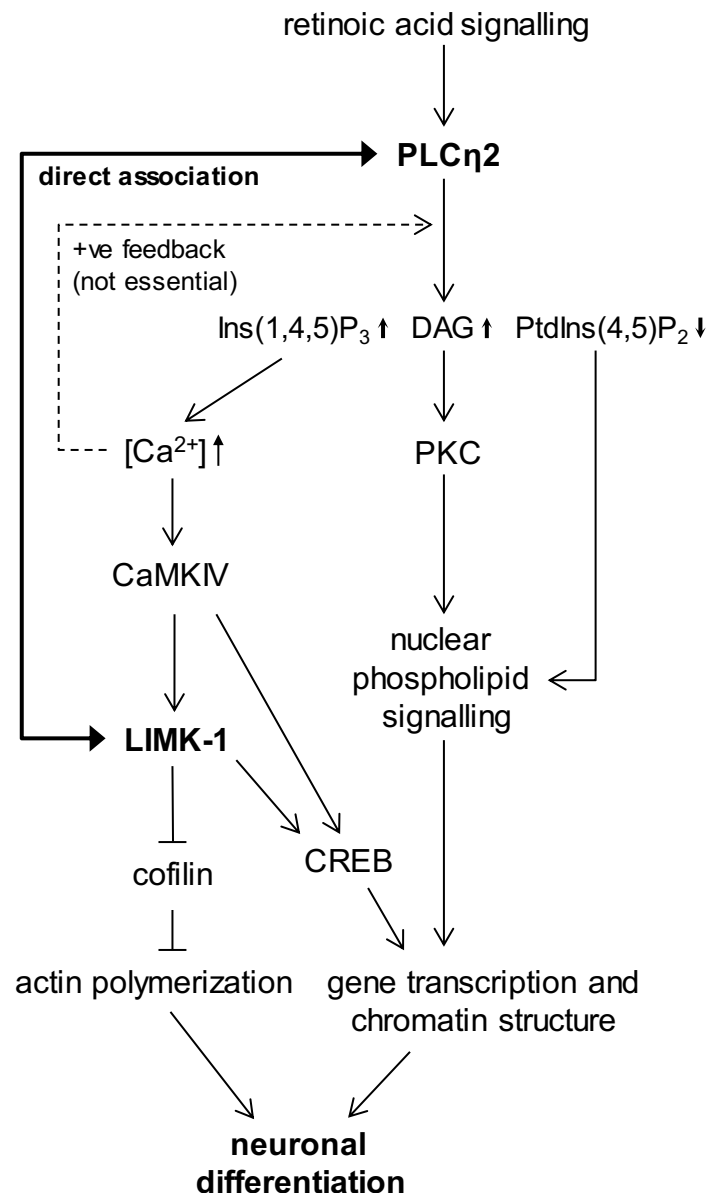 retinoic acid signalling
PLCη2
direct association
+ve feedback
(not essential)
Ins(1,4,5)P₃ ⬆ DAG ⬆ PtdIns(4,5)P₂ ⬇
[Ca²⁺] ↑
PKC
CaMKIV
nuclear
phospholipid
signalling
LIMK-1
CREB
cofilin
actin polymerization
gene transcription and
chromatin structure
neuronal
differentiation